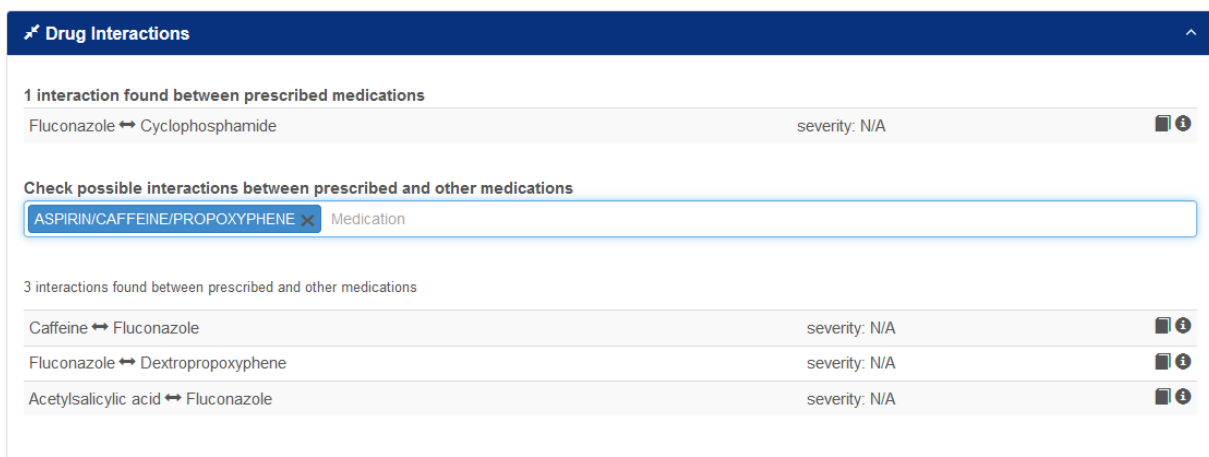 Drug Interactions
1 interaction found between prescribed medications
Fluconazole ↔ Cyclophosphamide severity: N/A
Check possible interactions between prescribed and other medications
ASPIRIN/CAFFEINE/PROPOXYPHENE Medication
3 interactions found between prescribed and other medications
Caffeine ↔ Fluconazole severity: N/A
Fluconazole ↔ Dextropropoxyphene severity: N/A
Acetylsalicylic acid ↔ Fluconazole severity: N/A